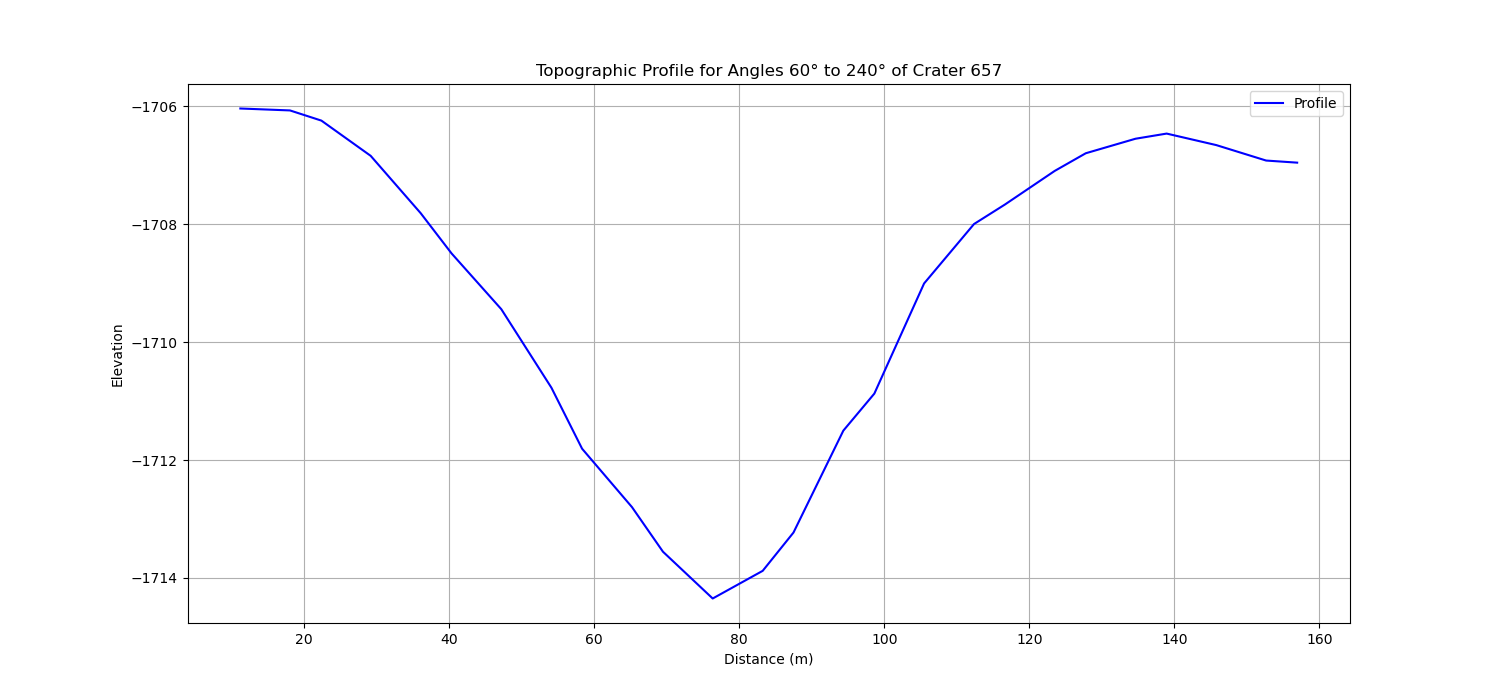 Topographic Profile for Angles 60° to 240° of Crater 657
Profile
−1706
−1708
−1710
−1712
−1714
Elevation
20 40 60 80 100 120 140 160
Distance (m)